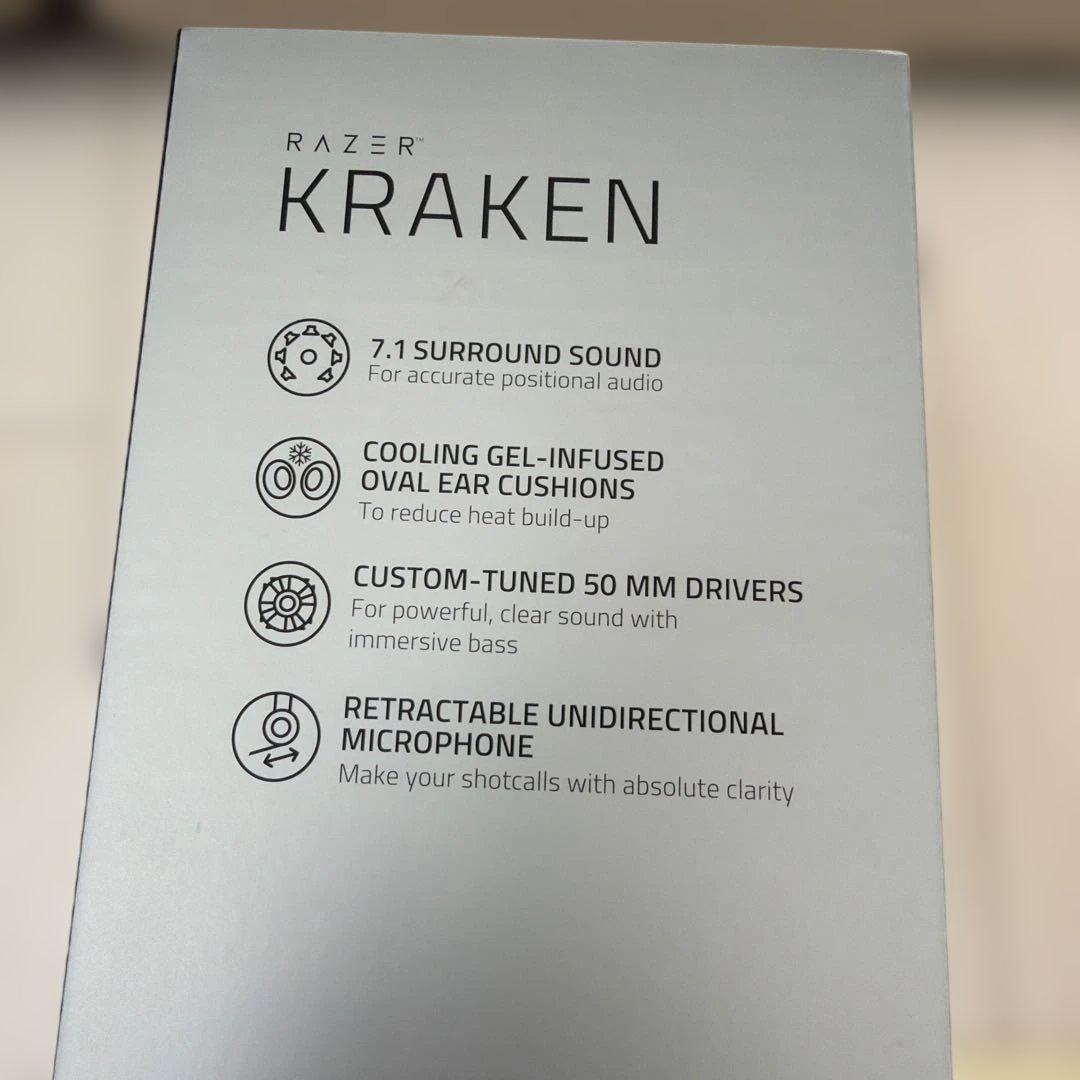 RAZER™
KRAKEN
7.1 SURROUND SOUND
For accurate positional audio
COOLING GEL-INFUSED
OVAL EAR CUSHIONS
To reduce heat build-up
CUSTOM-TUNED 50 MM DRIVERS
For powerful, clear sound with
immersive bass
RETRACTABLE UNIDIRECTIONAL
MICROPHONE
Make your shotcalls with absolute clarity